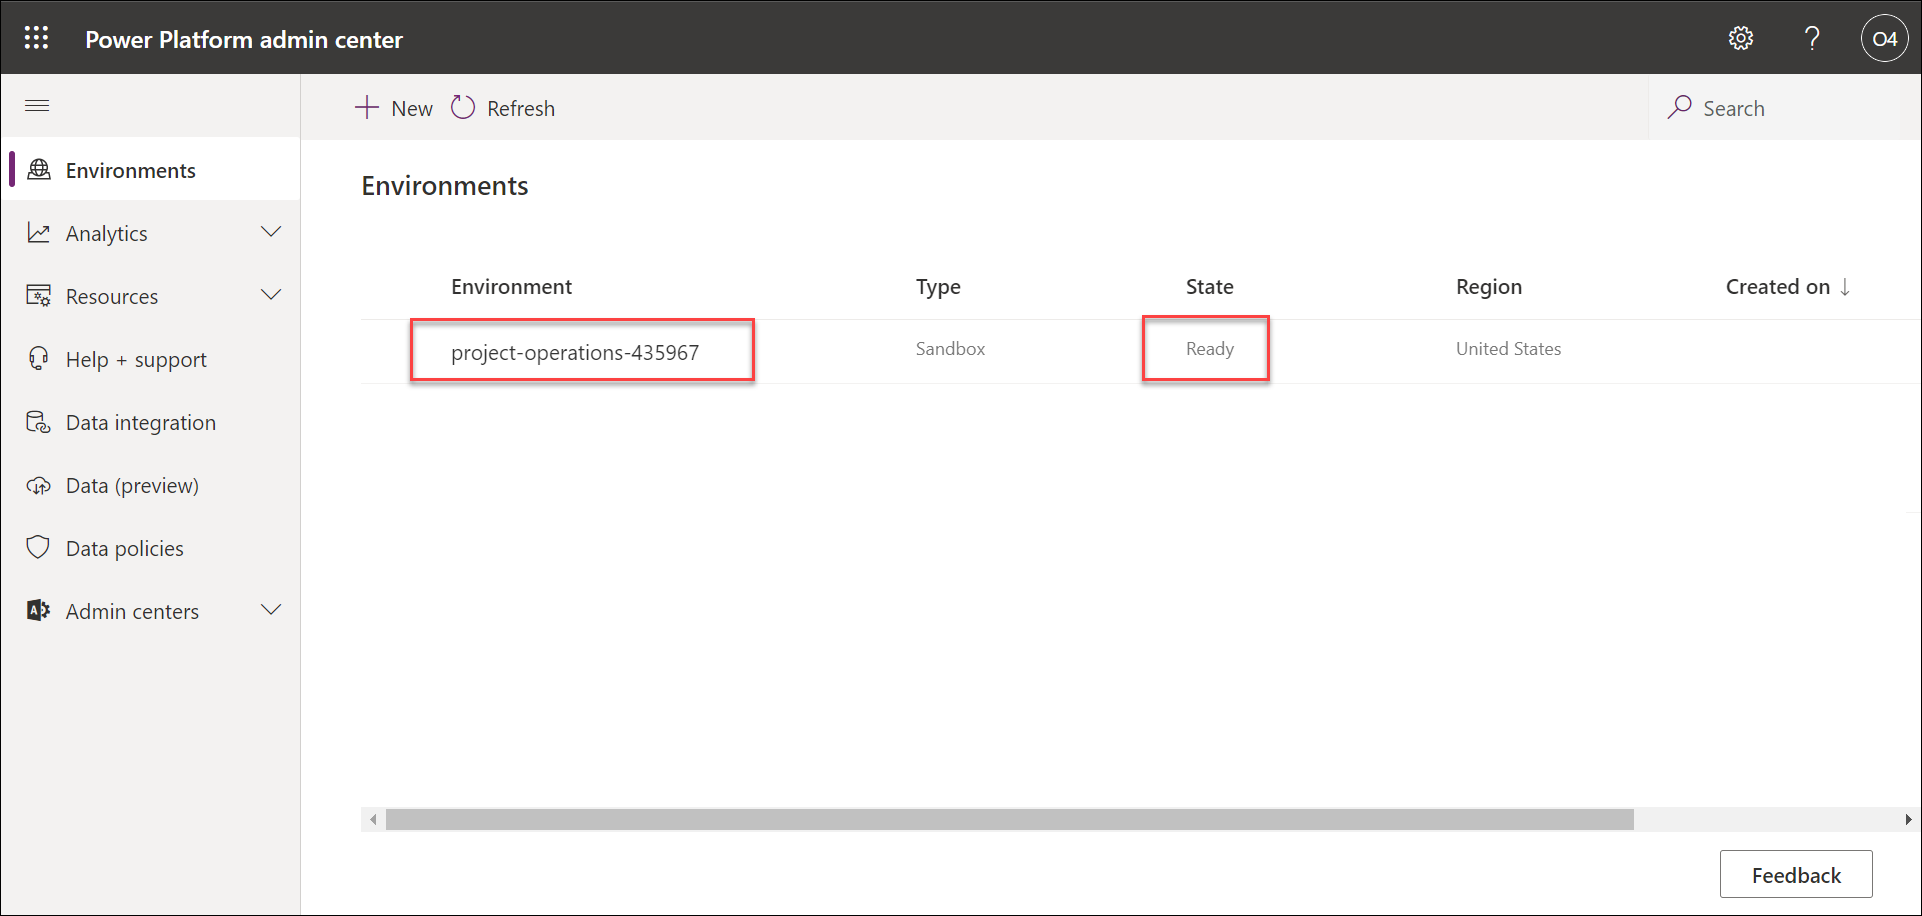 Power Platform admin center
?
O4
New
Refresh
Search
Environments
Analytics
Resources
Help + support
Data integration
Data (preview)
Data policies
Admin centers
Environments
Environment Type State Region Created on ↓
project-operations-435967 Sandbox Ready United States
Feedback